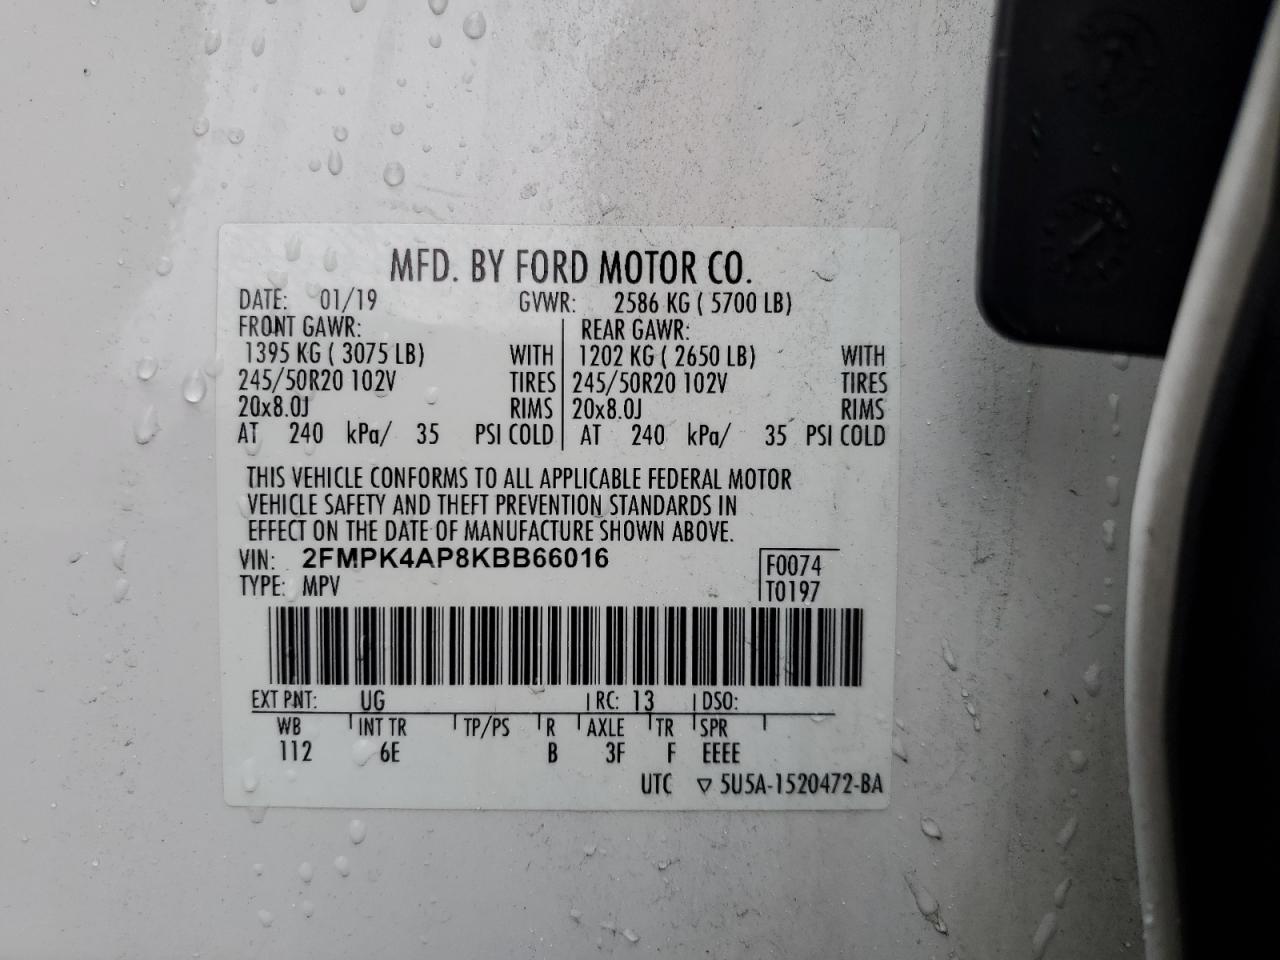 MFD. BY FORD MOTOR CO.
DATE: 01/19 GVWR: 2586 KG ( 5700 LB)
FRONT GAWR: REAR GAWR:
1395 KG ( 3075 LB) WITH 1202 KG ( 2650 LB) WITH
245/50R20 102V TIRES 245/50R20 102V TIRES
20x8.0J RIMS 20x8.0J RIMS
AT 240 kPa/ 35 PSI COLD AT 240 kPa/ 35 PSI COLD
THIS VEHICLE CONFORMS TO ALL APPLICABLE FEDERAL MOTOR
VEHICLE SAFETY AND THEFT PREVENTION STANDARDS IN
EFFECT ON THE DATE OF MANUFACTURE SHOWN ABOVE.
VIN: 2FMPK4AP8KBB66016 F0074
TYPE: MPV T0197
EXT PNT: UG RC: 13 DSO:
WB INT TR TP/PS R AXLE TR SPR
112 6E B 3F F EEEE
UTC ▽ 5U5A-1520472-BA